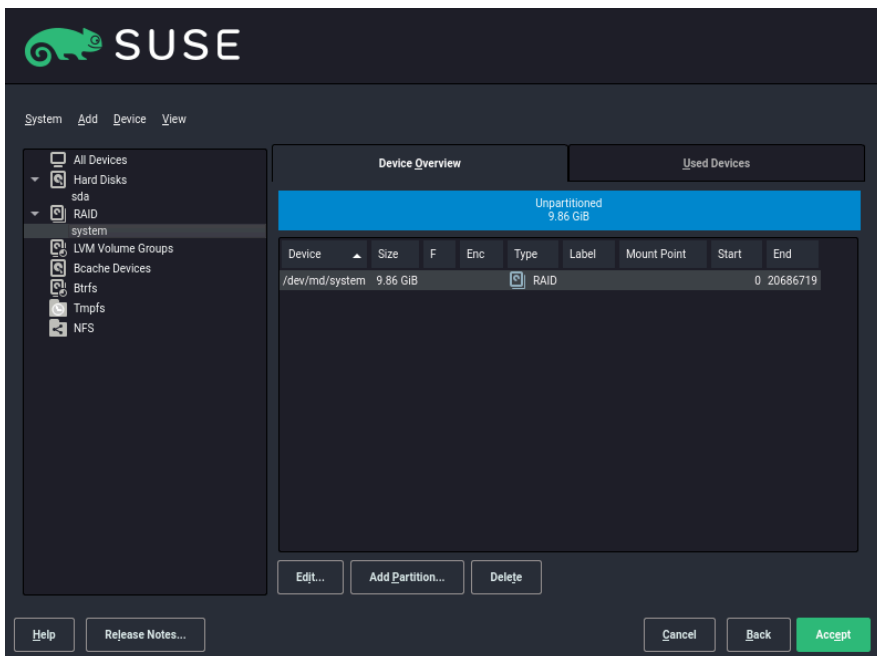 SUSE
System Add Device View
All Devices
Hard Disks
sda
RAID
system
LVM Volume Groups
Bcache Devices
Btrfs
Tmpfs
NFS
Device Overview Used Devices
Unpartitioned
9.86 GiB
Device Size F Enc Type Label Mount Point Start End
/dev/md/system 9.86 GiB RAID 0 20686719
Edit... Add Partition... Delete
Help Release Notes... Cancel Back Accept